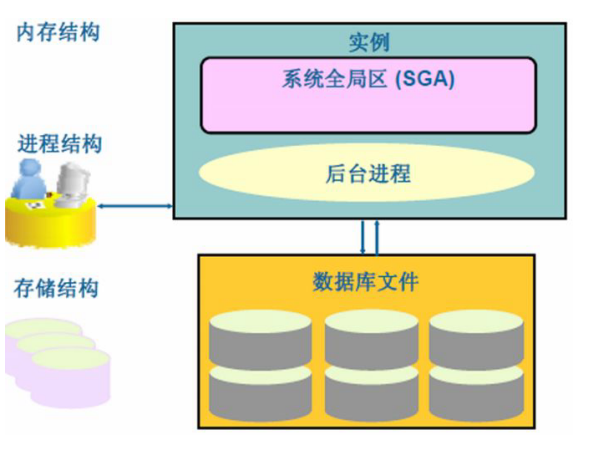 内存结构
实例
系统全局区 (SGA)
进程结构
后台进程
存储结构
数据库文件